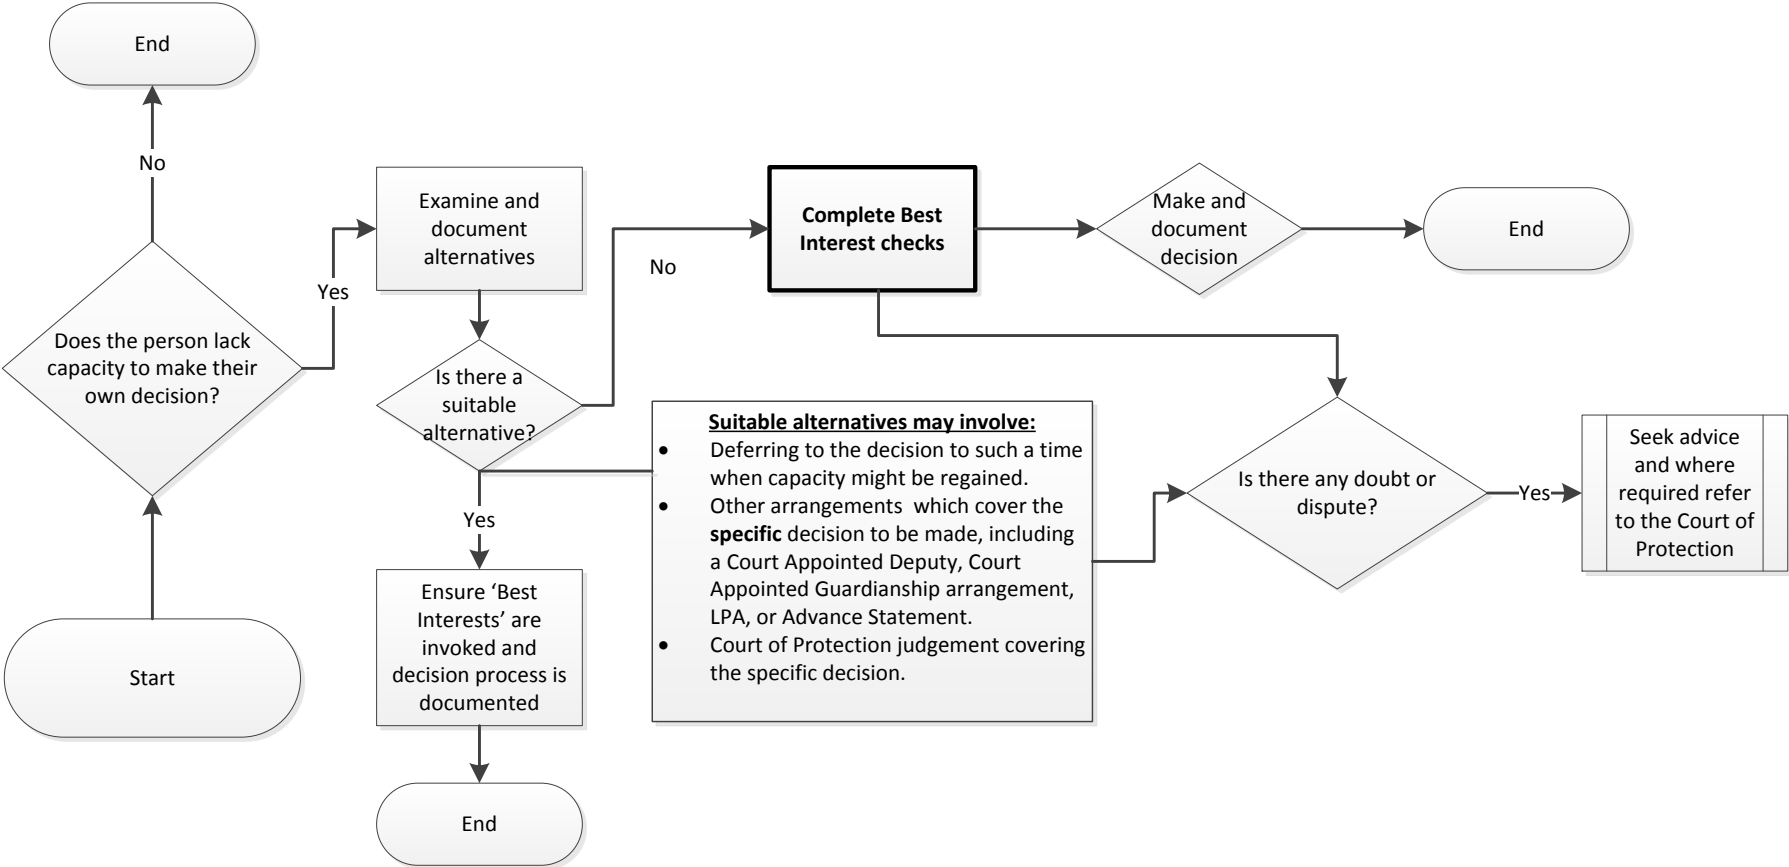 End
No
Does the person lack
capacity to make their
own decision?
Start
Yes
Examine and
document
alternatives
Is there a
suitable
alternative?
Yes
Ensure ‘Best
Interests’ are
invoked and
decision process is
documented
End
No
Complete Best
Interest checks
Make and
document
decision
End
Suitable alternatives may involve:
• Deferring to the decision to such a time
when capacity might be regained.
• Other arrangements which cover the
specific decision to be made, including
a Court Appointed Deputy, Court
Appointed Guardianship arrangement,
LPA, or Advance Statement.
• Court of Protection judgement covering
the specific decision.
Is there any doubt or
dispute?
Yes
Seek advice
and where
required refer
to the Court of
Protection